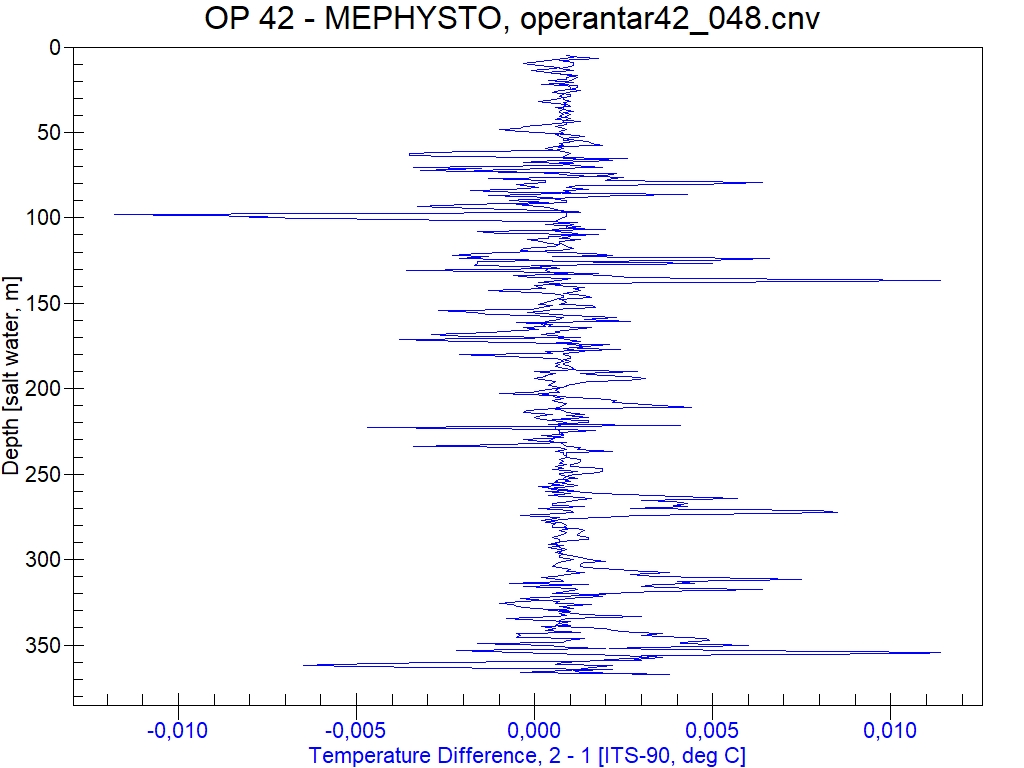 OP 42 - MEPHYSTO, operantar42_048.cnv
0
50
100
150
200
250
300
350
Depth [salt water, m]
-0,010 -0,005 0,000 0,005 0,010
Temperature Difference, 2 - 1 [ITS-90, deg C]